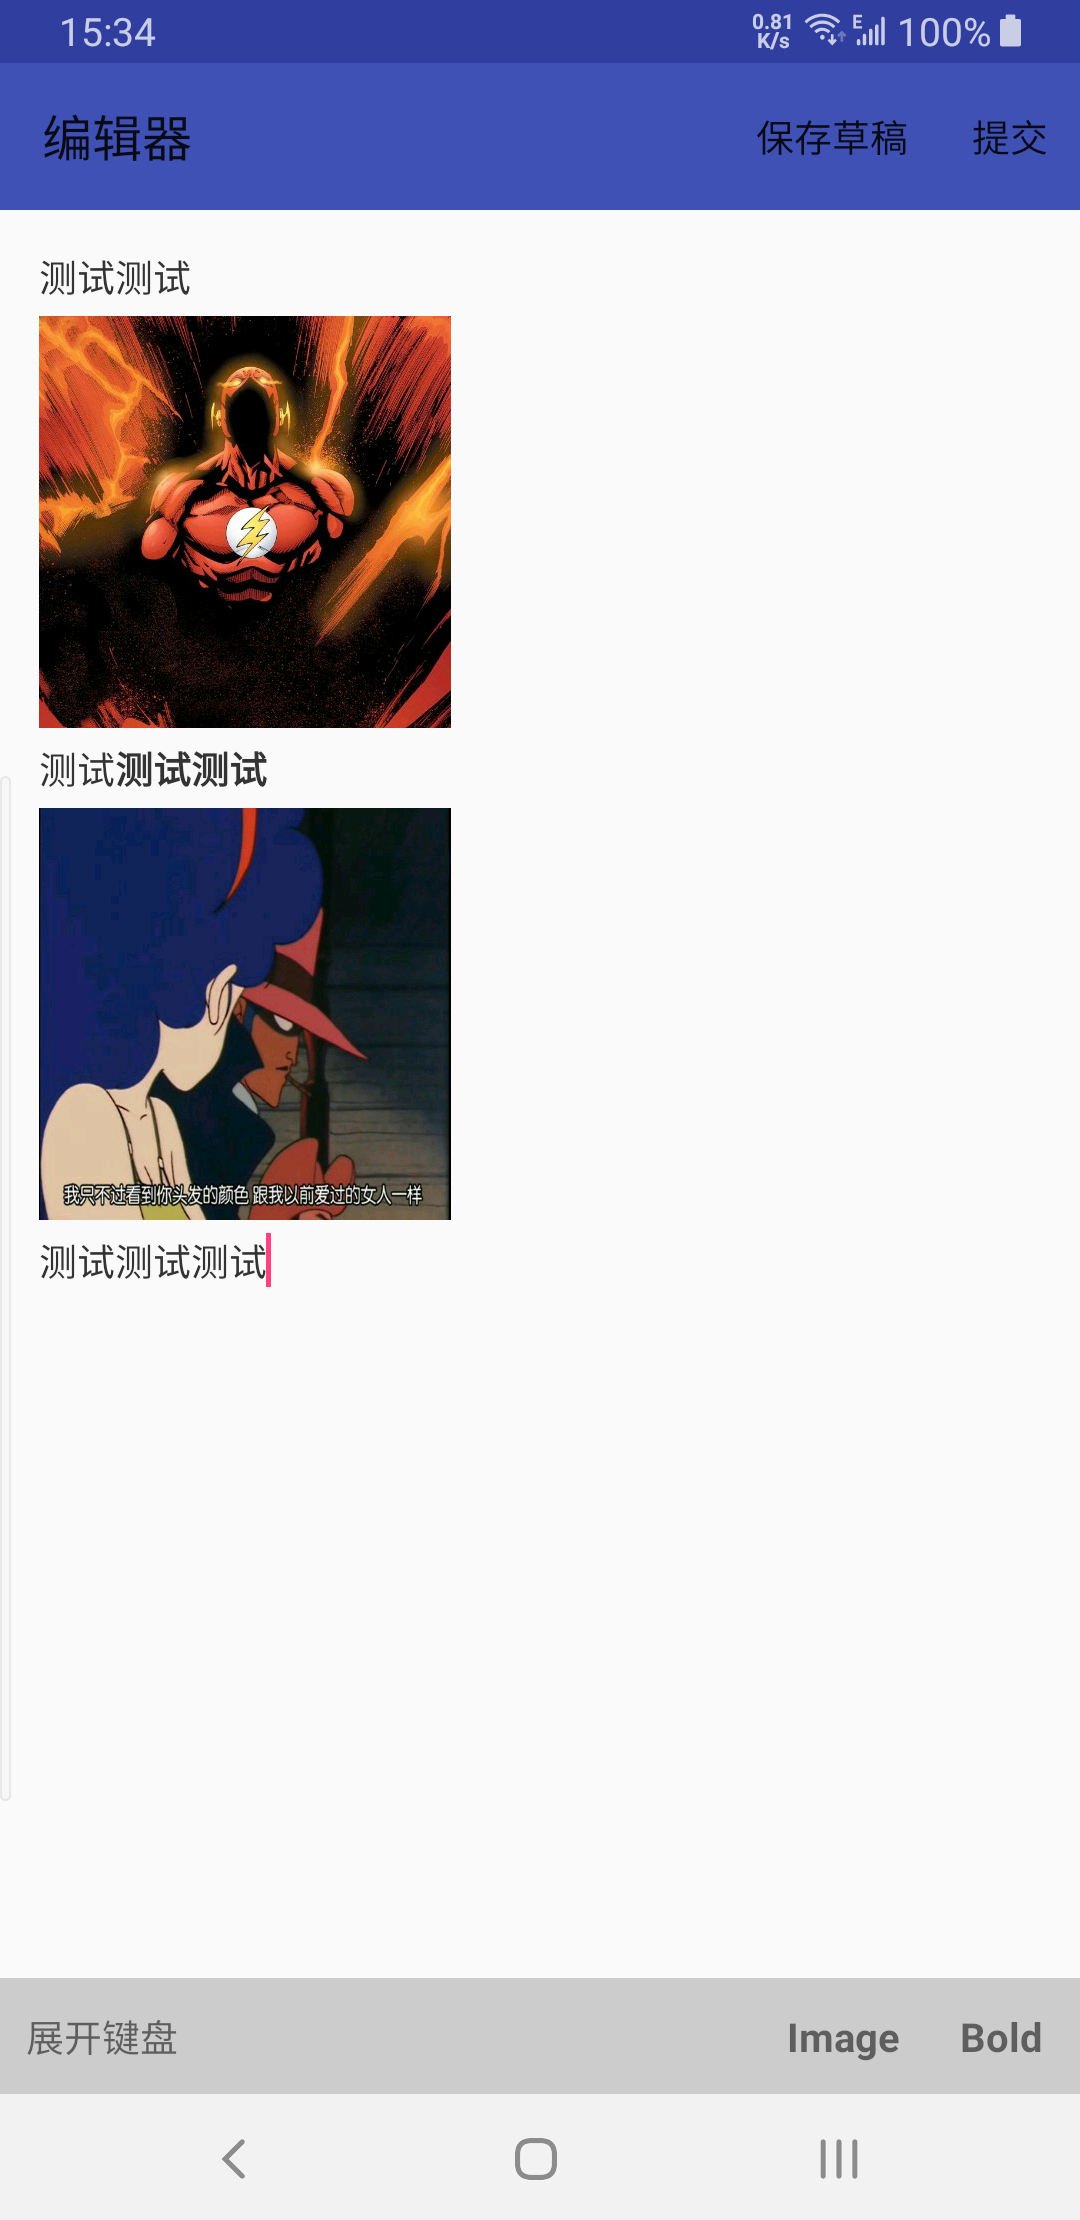 15:34 0.81 K/s E 100%
编辑器 保存草稿 提交
测试测试
测试测试测试
我只不过看到你头发的颜色 跟我以前爱过的女人一样
测试测试测试
展开键盘 Image Bold